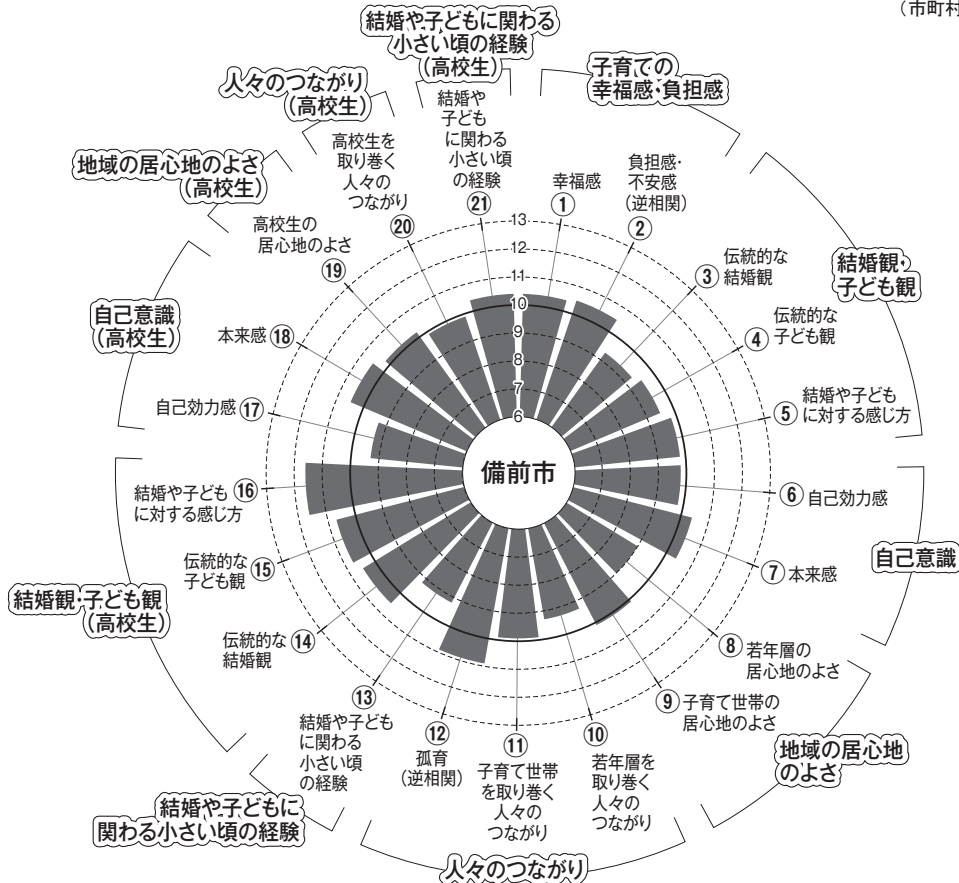 （市町村
結婚や子どもに関わる
小さい頃の経験
（高校生）
子育ての
幸福感・負担感
人々のつながり
（高校生）
地域の居心地のよさ
（高校生）
自己意識
（高校生）
結婚観・
子ども観
自己意識
地域の居心地
のよさ
人々のつながり
結婚や子どもに
関わる小さい頃の経験
結婚観・子ども観
（高校生）
① 幸福感
② 負担感・
不安感
（逆相関）
③ 伝統的な
結婚観
④ 伝統的な
子ども観
⑤ 結婚や子ども
に対する感じ方
⑥ 自己効力感
⑦ 本来感
⑧ 若年層の
居心地のよさ
⑨ 子育て世帯の
居心地のよさ
⑩ 若年層を
取り巻く
人々の
つながり
⑪ 子育て世帯
を取り巻く
人々の
つながり
⑫ 孤育
（逆相関）
⑬ 結婚や子ども
に関わる
小さい頃
の経験
⑭ 伝統的な
結婚観
⑮ 伝統的な
子ども観
⑯ 結婚や子ども
に対する感じ方
⑰ 自己効力感
⑱ 本来感
⑲ 高校生の
居心地のよさ
⑳ 高校生を
取り巻く
人々の
つながり
㉑ 結婚や
子ども
に関わる
小さい頃
の経験
13
12
11
10
9
8
7
6
備前市